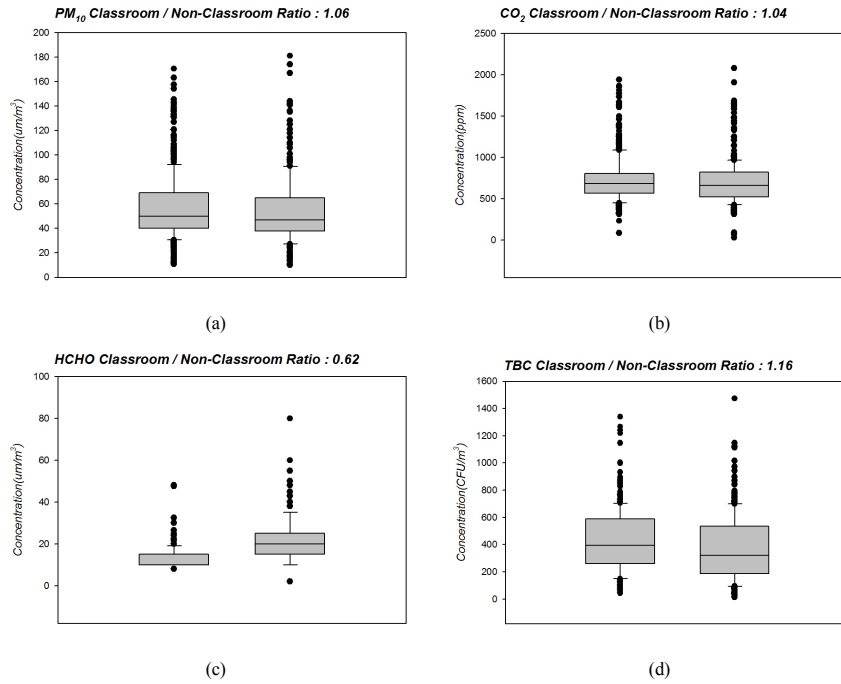 PM10 Classroom / Non-Classroom Ratio : 1.06
Concentration(um/m3)
200
180
160
140
120
100
80
60
40
20
0
(a)
CO2 Classroom / Non-Classroom Ratio : 1.04
Concentration(ppm)
2500
2000
1500
1000
500
0
(b)
HCHO Classroom / Non-Classroom Ratio : 0.62
Concentration(um/m3)
100
80
60
40
20
0
(c)
TBC Classroom / Non-Classroom Ratio : 1.16
Concentration(CFU/m3)
1600
1400
1200
1000
800
600
400
200
0
(d)